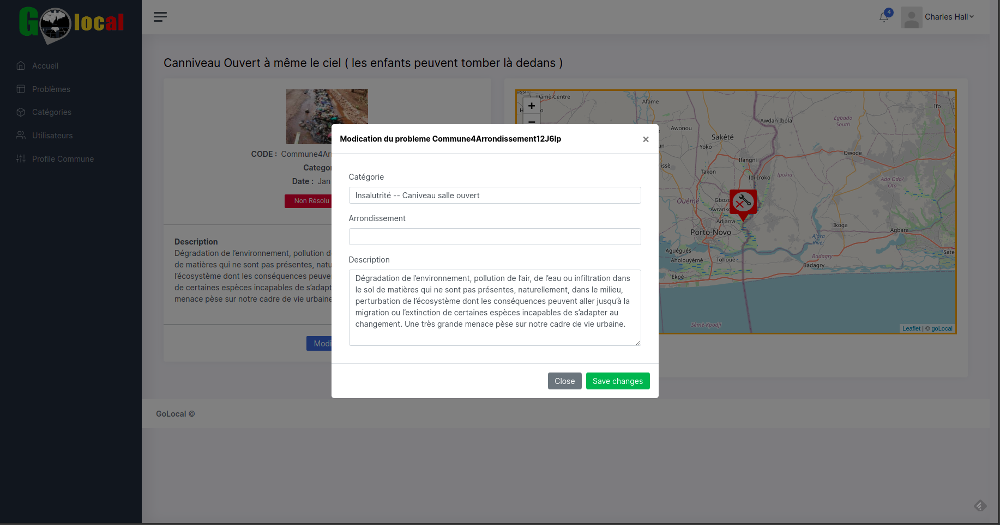 Golocal
4
Charles Hall
Accueil
Problèmes
Catégories
Utilisateurs
Profile Commune
Canniveau Ouvert à même le ciel ( les enfants peuvent tomber là dedans )
CODE : Commune4Ar
Catego
Date : Jan
Non Résolu
Description
Dégradation de l’environnement, pollution d
de matières qui ne sont pas présentes, natu
l’écosystème dont les conséquences peuve
de certaines espèces incapables de s’adapt
menace pèse sur notre cadre de vie urbaine
Modi
Modication du probleme Commune4Arrondissement12J6Ip
×
Catégorie
Insalutrité -- Caniveau salle ouvert
Arrondissement
Description
Dégradation de l’environnement, pollution de l’air, de l’eau ou infiltration dans
le sol de matières qui ne sont pas présentes, naturellement, dans le milieu,
perturbation de l’écosystème dont les conséquences peuvent aller jusqu’à la
migration ou l’extinction de certaines espèces incapables de s’adapter au
changement. Une très grande menace pèse sur notre cadre de vie urbaine.
Close
Save changes
+
−
Damè-Centre
Afame
Ifo
Awdan Ibola
Egbado
South
Awonou
Sakété
Yoko
Owode
Ifangni
Takon
Idi-Iroko
Ipokia
Ado Odo/
Ota
Ouémé
Gboz
Avrank
Adjarra
Porto-Novo
Ikoga
Agbara
Ajara
River
Aguégués
Badagry
Sate
Aholouyèmè
Tohouè
Badagry
Ekpè
Sèmè-Kpodji
Leaflet | © goLocal
GoLocal ©